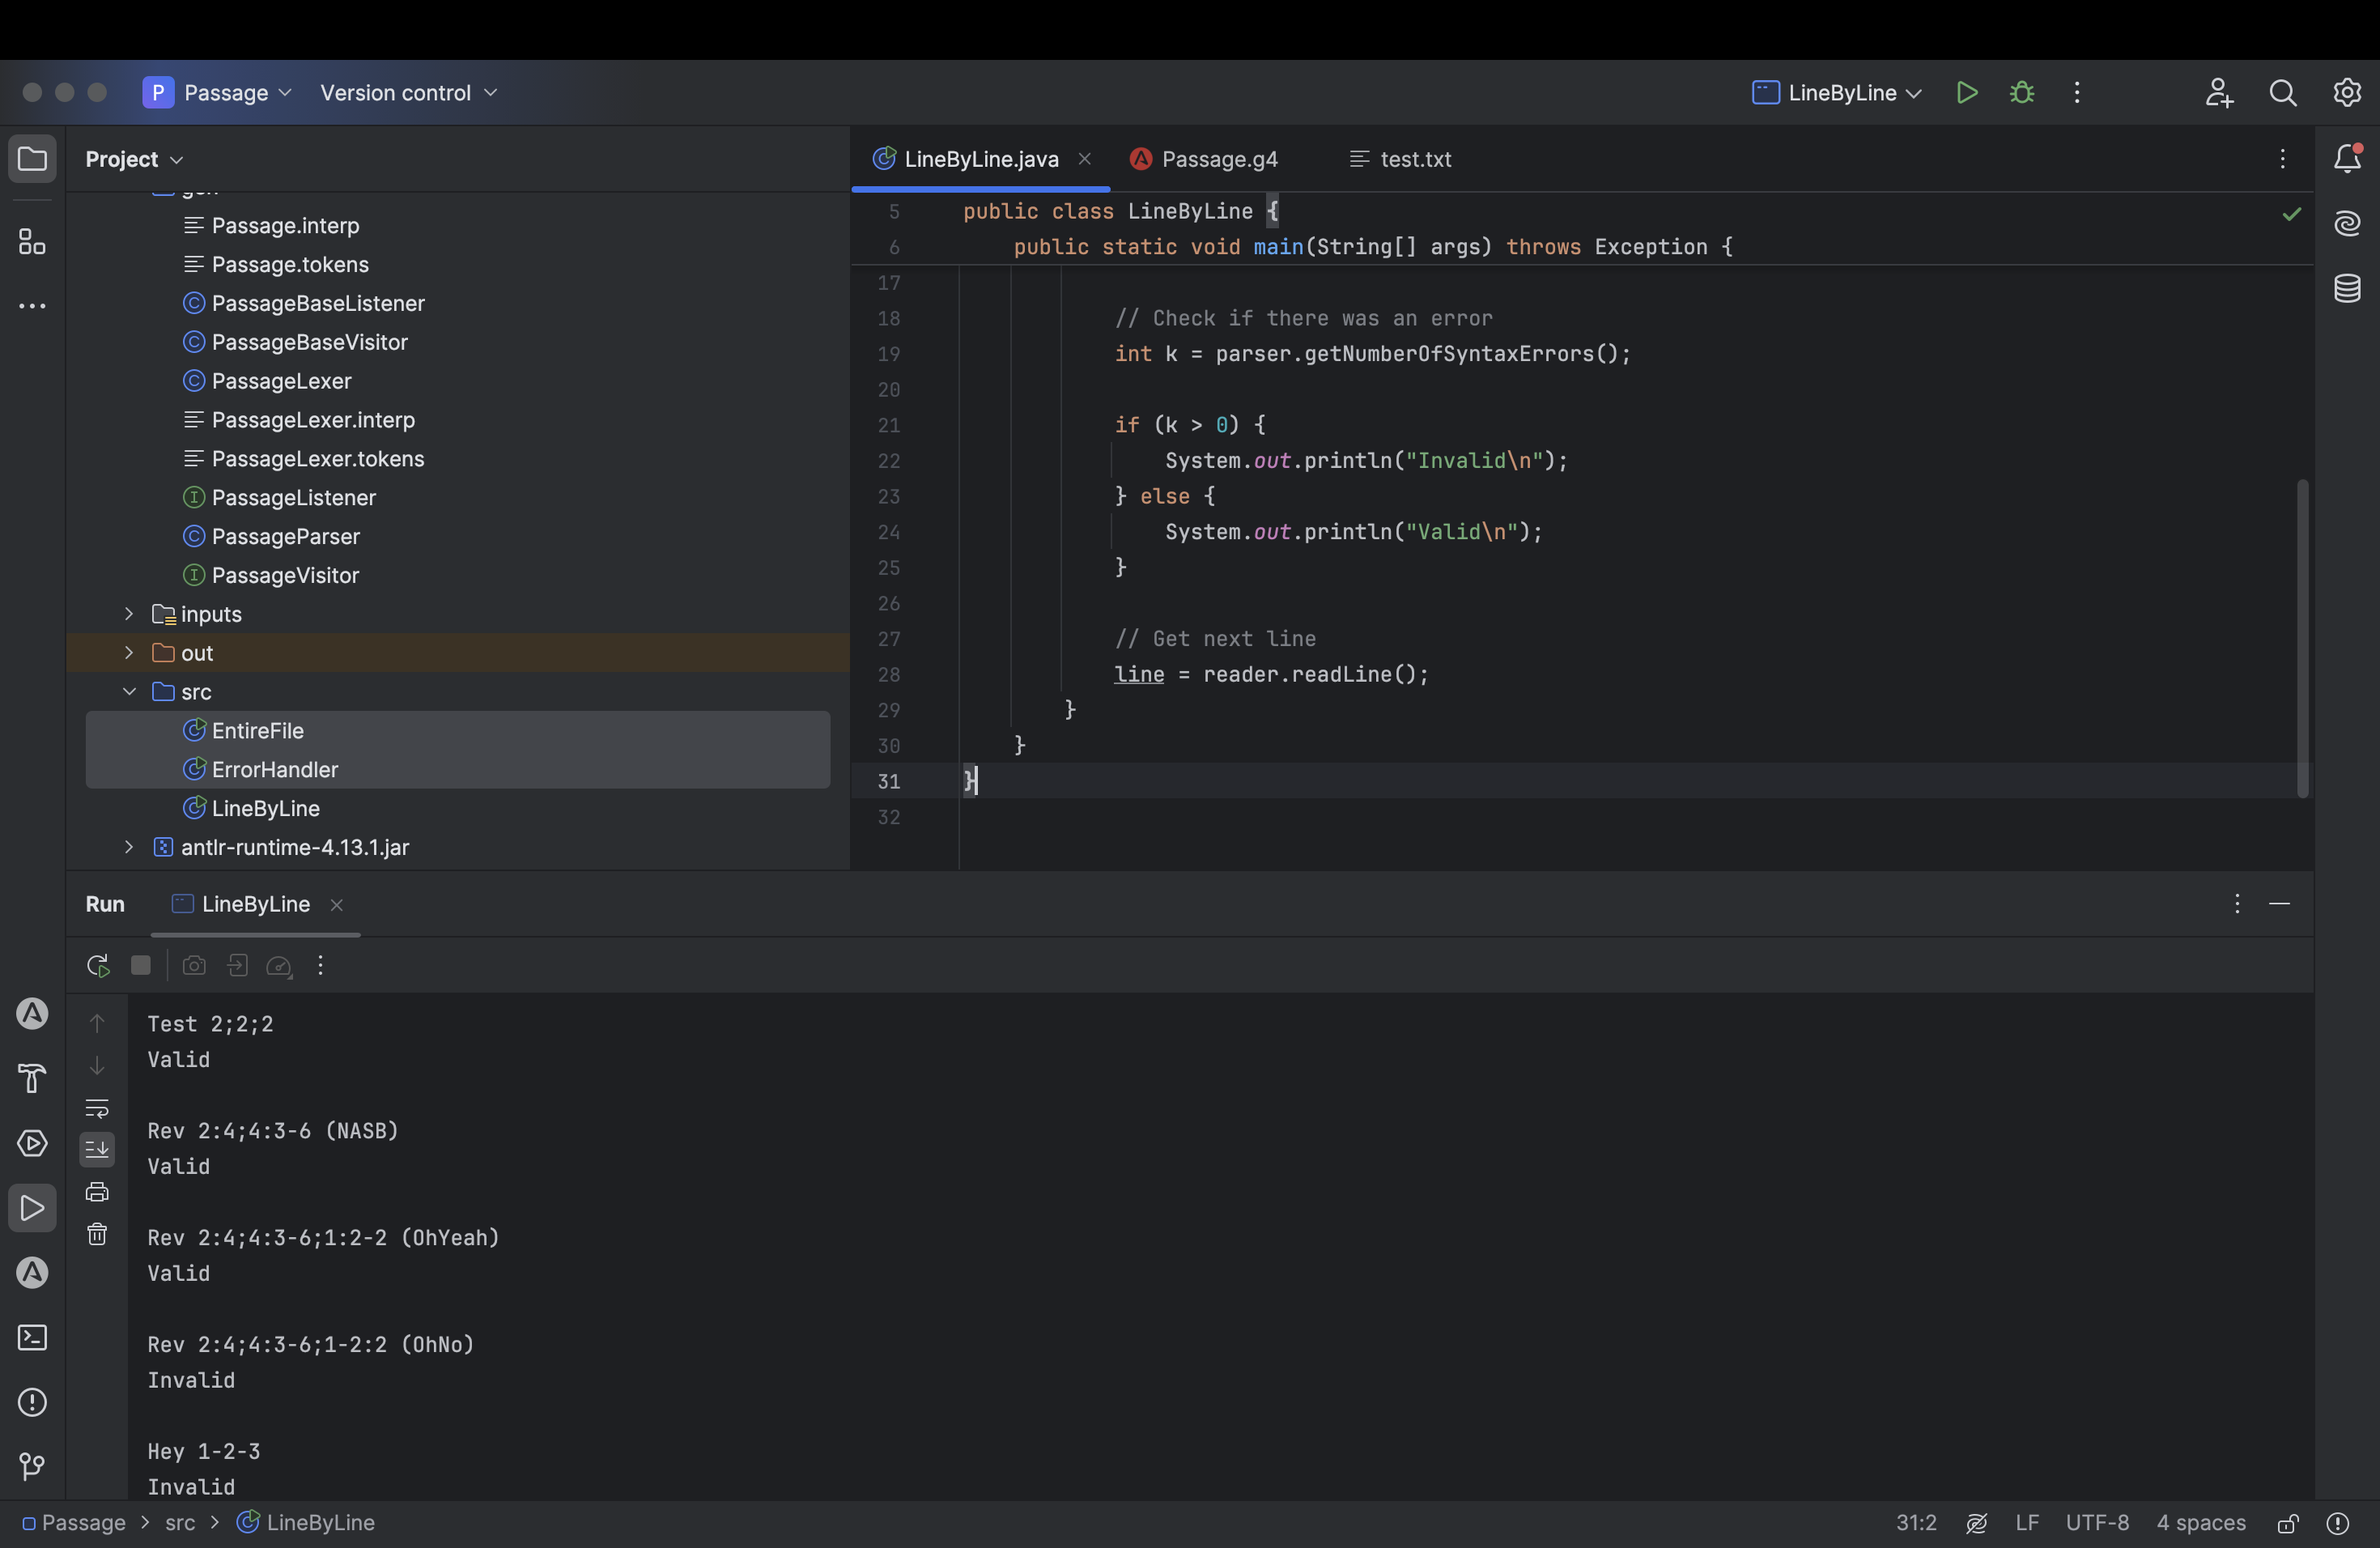 P Passage Version control LineByLine
Project
LineByLine.java Passage.g4 test.txt
Passage.interp
Passage.tokens
PassageBaseListener
PassageBaseVisitor
PassageLexer
PassageLexer.interp
PassageLexer.tokens
PassageListener
PassageParser
PassageVisitor
inputs
out
src
EntireFile
ErrorHandler
LineByLine
antlr-runtime-4.13.1.jar
5 public class LineByLine {
6 public static void main(String[] args) throws Exception {
17
18 // Check if there was an error
19 int k = parser.getNumberOfSyntaxErrors();
20
21 if (k > 0) {
22 System.out.println("Invalid\n");
23 } else {
24 System.out.println("Valid\n");
25 }
26
27 // Get next line
28 line = reader.readLine();
29 }
30 }
31 }
32
Run LineByLine
Test 2;2;2
Valid
Rev 2:4;4:3-6 (NASB)
Valid
Rev 2:4;4:3-6;1:2-2 (OhYeah)
Valid
Rev 2:4;4:3-6;1-2:2 (OhNo)
Invalid
Hey 1-2-3
Invalid
Passage > src > LineByLine 31:2 LF UTF-8 4 spaces